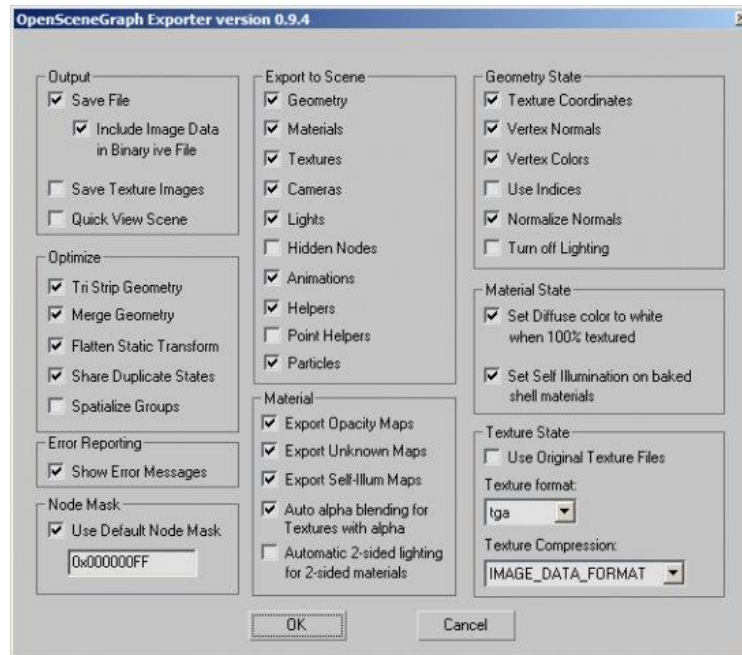 OpenSceneGraph Exporter version 0.9.4
Output
Save File
Include Image Data
in Binary ive File
Save Texture Images
Quick View Scene
Optimize
Tri Strip Geometry
Merge Geometry
Flatten Static Transform
Share Duplicate States
Spatialize Groups
Error Reporting
Show Error Messages
Node Mask
Use Default Node Mask
0x000000FF
Export to Scene
Geometry
Materials
Textures
Cameras
Lights
Hidden Nodes
Animations
Helpers
Point Helpers
Particles
Material
Export Opacity Maps
Export Unknown Maps
Export Self-Illum Maps
Auto alpha blending for
Textures with alpha
Automatic 2-sided lighting
for 2-sided materials
Geometry State
Texture Coordinates
Vertex Normals
Vertex Colors
Use Indices
Normalize Normals
Turn off Lighting
Material State
Set Diffuse color to white
when 100% textured
Set Self Illumination on baked
shell materials
Texture State
Use Original Texture Files
Texture format:
tga
Texture Compression:
IMAGE_DATA_FORMAT
OK
Cancel